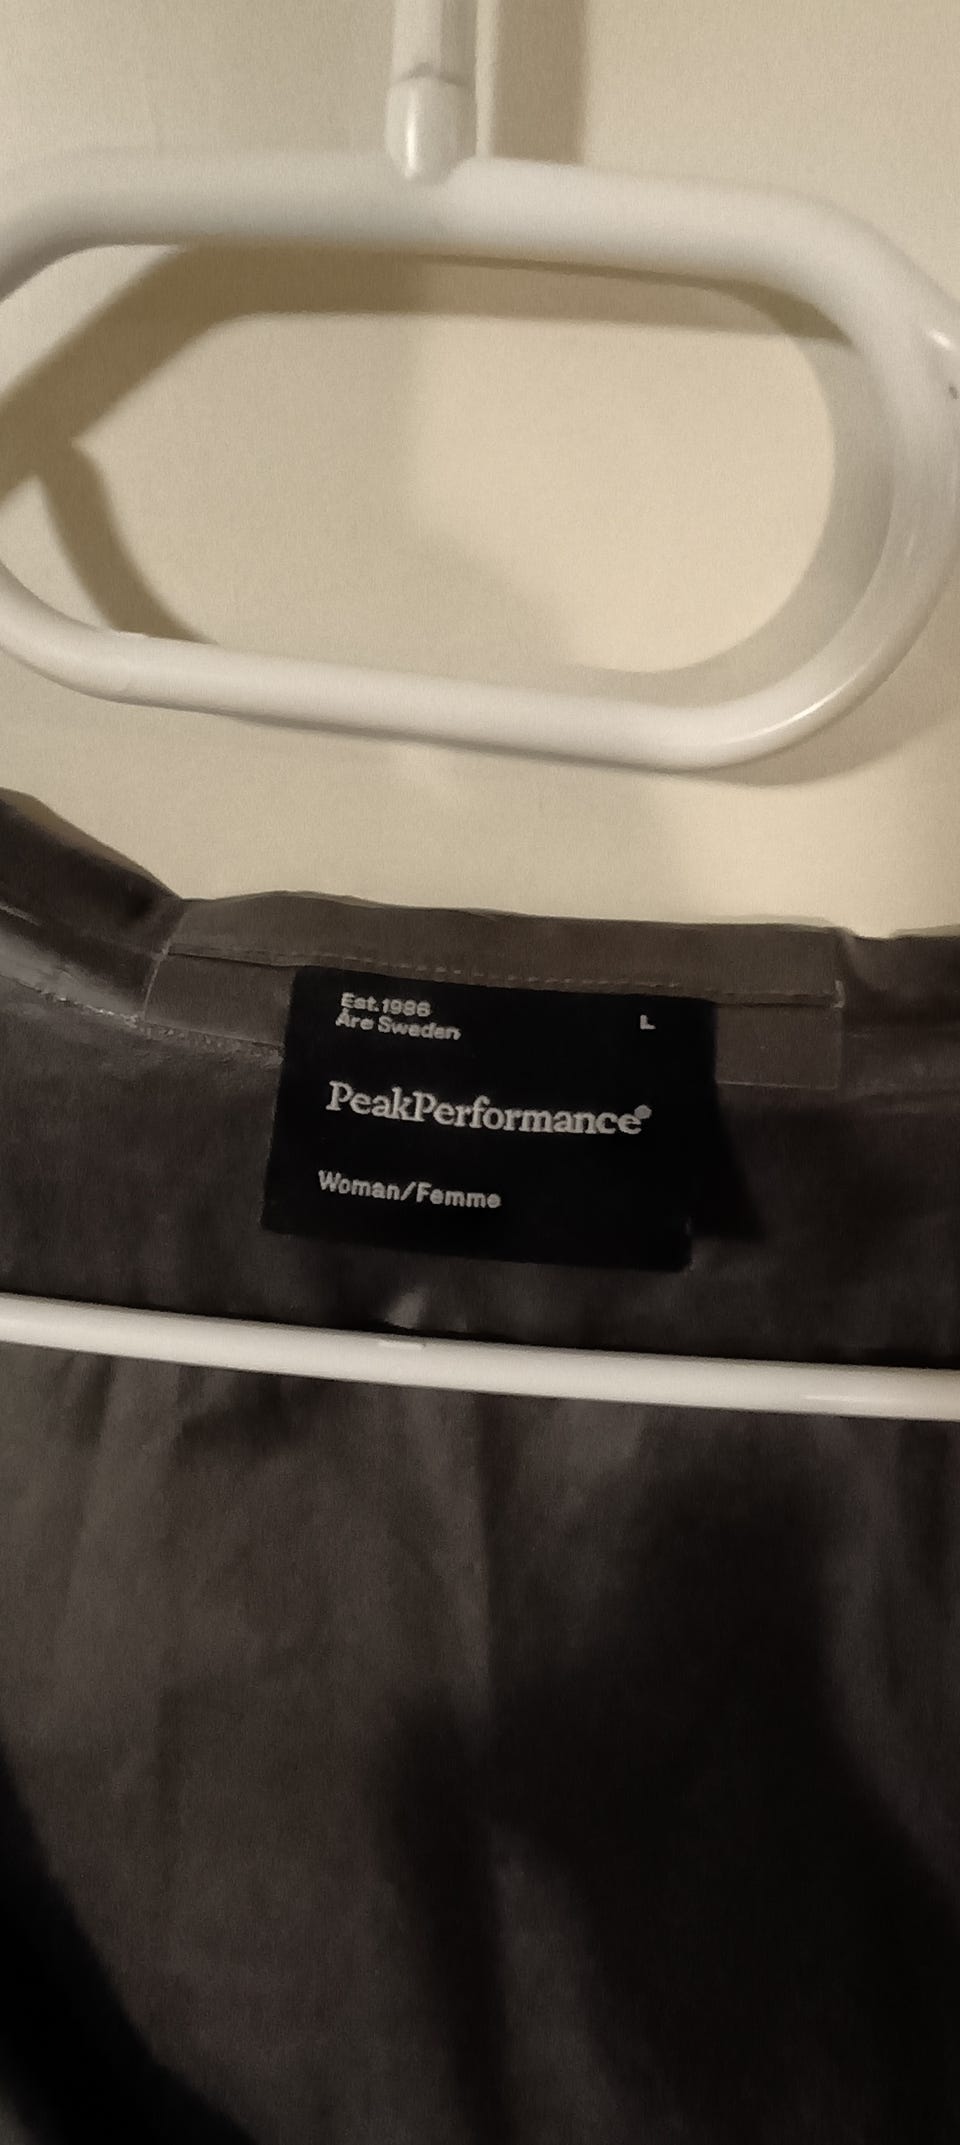 Est.1986
Åre Sweden
L
PeakPerformance®
Woman/Femme